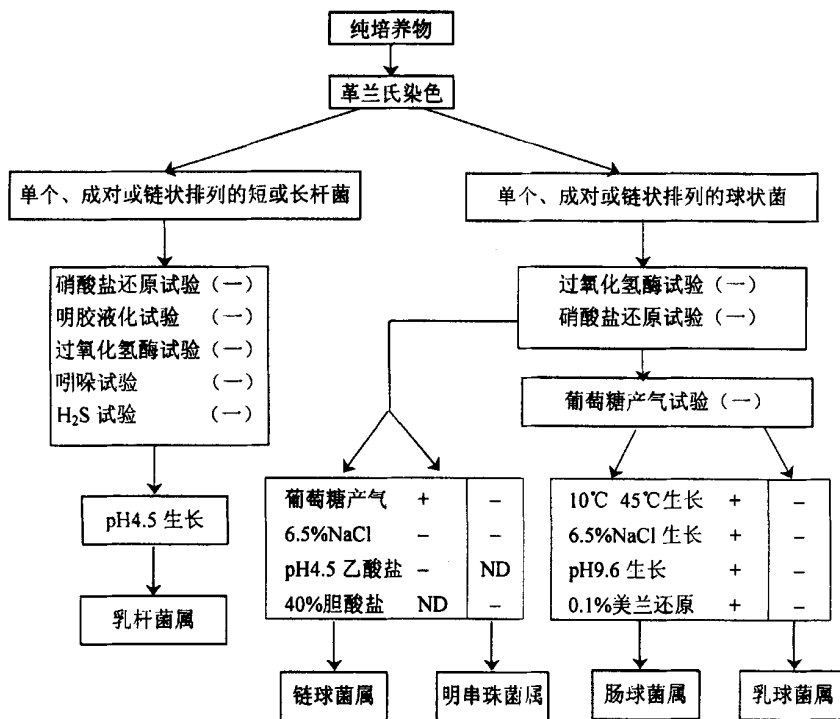 纯培养物
革兰氏染色
单个、成对或链状排列的短或长杆菌
单个、成对或链状排列的球状菌
硝酸盐还原试验（一）
明胶液化试验（一）
过氧化氢酶试验（一）
吲哚试验（一）
H₂S 试验（一）
过氧化氢酶试验（一）
硝酸盐还原试验（一）
葡萄糖产气试验（一）
pH4.5 生长
乳杆菌属
葡萄糖产气 + −
6.5%NaCl − −
pH4.5 乙酸盐 − ND
40%胆酸盐 ND −
10℃ 45℃生长 + −
6.5%NaCl 生长 + −
pH9.6 生长 + −
0.1%美兰还原 + −
链球菌属
明串珠菌属
肠球菌属
乳球菌属